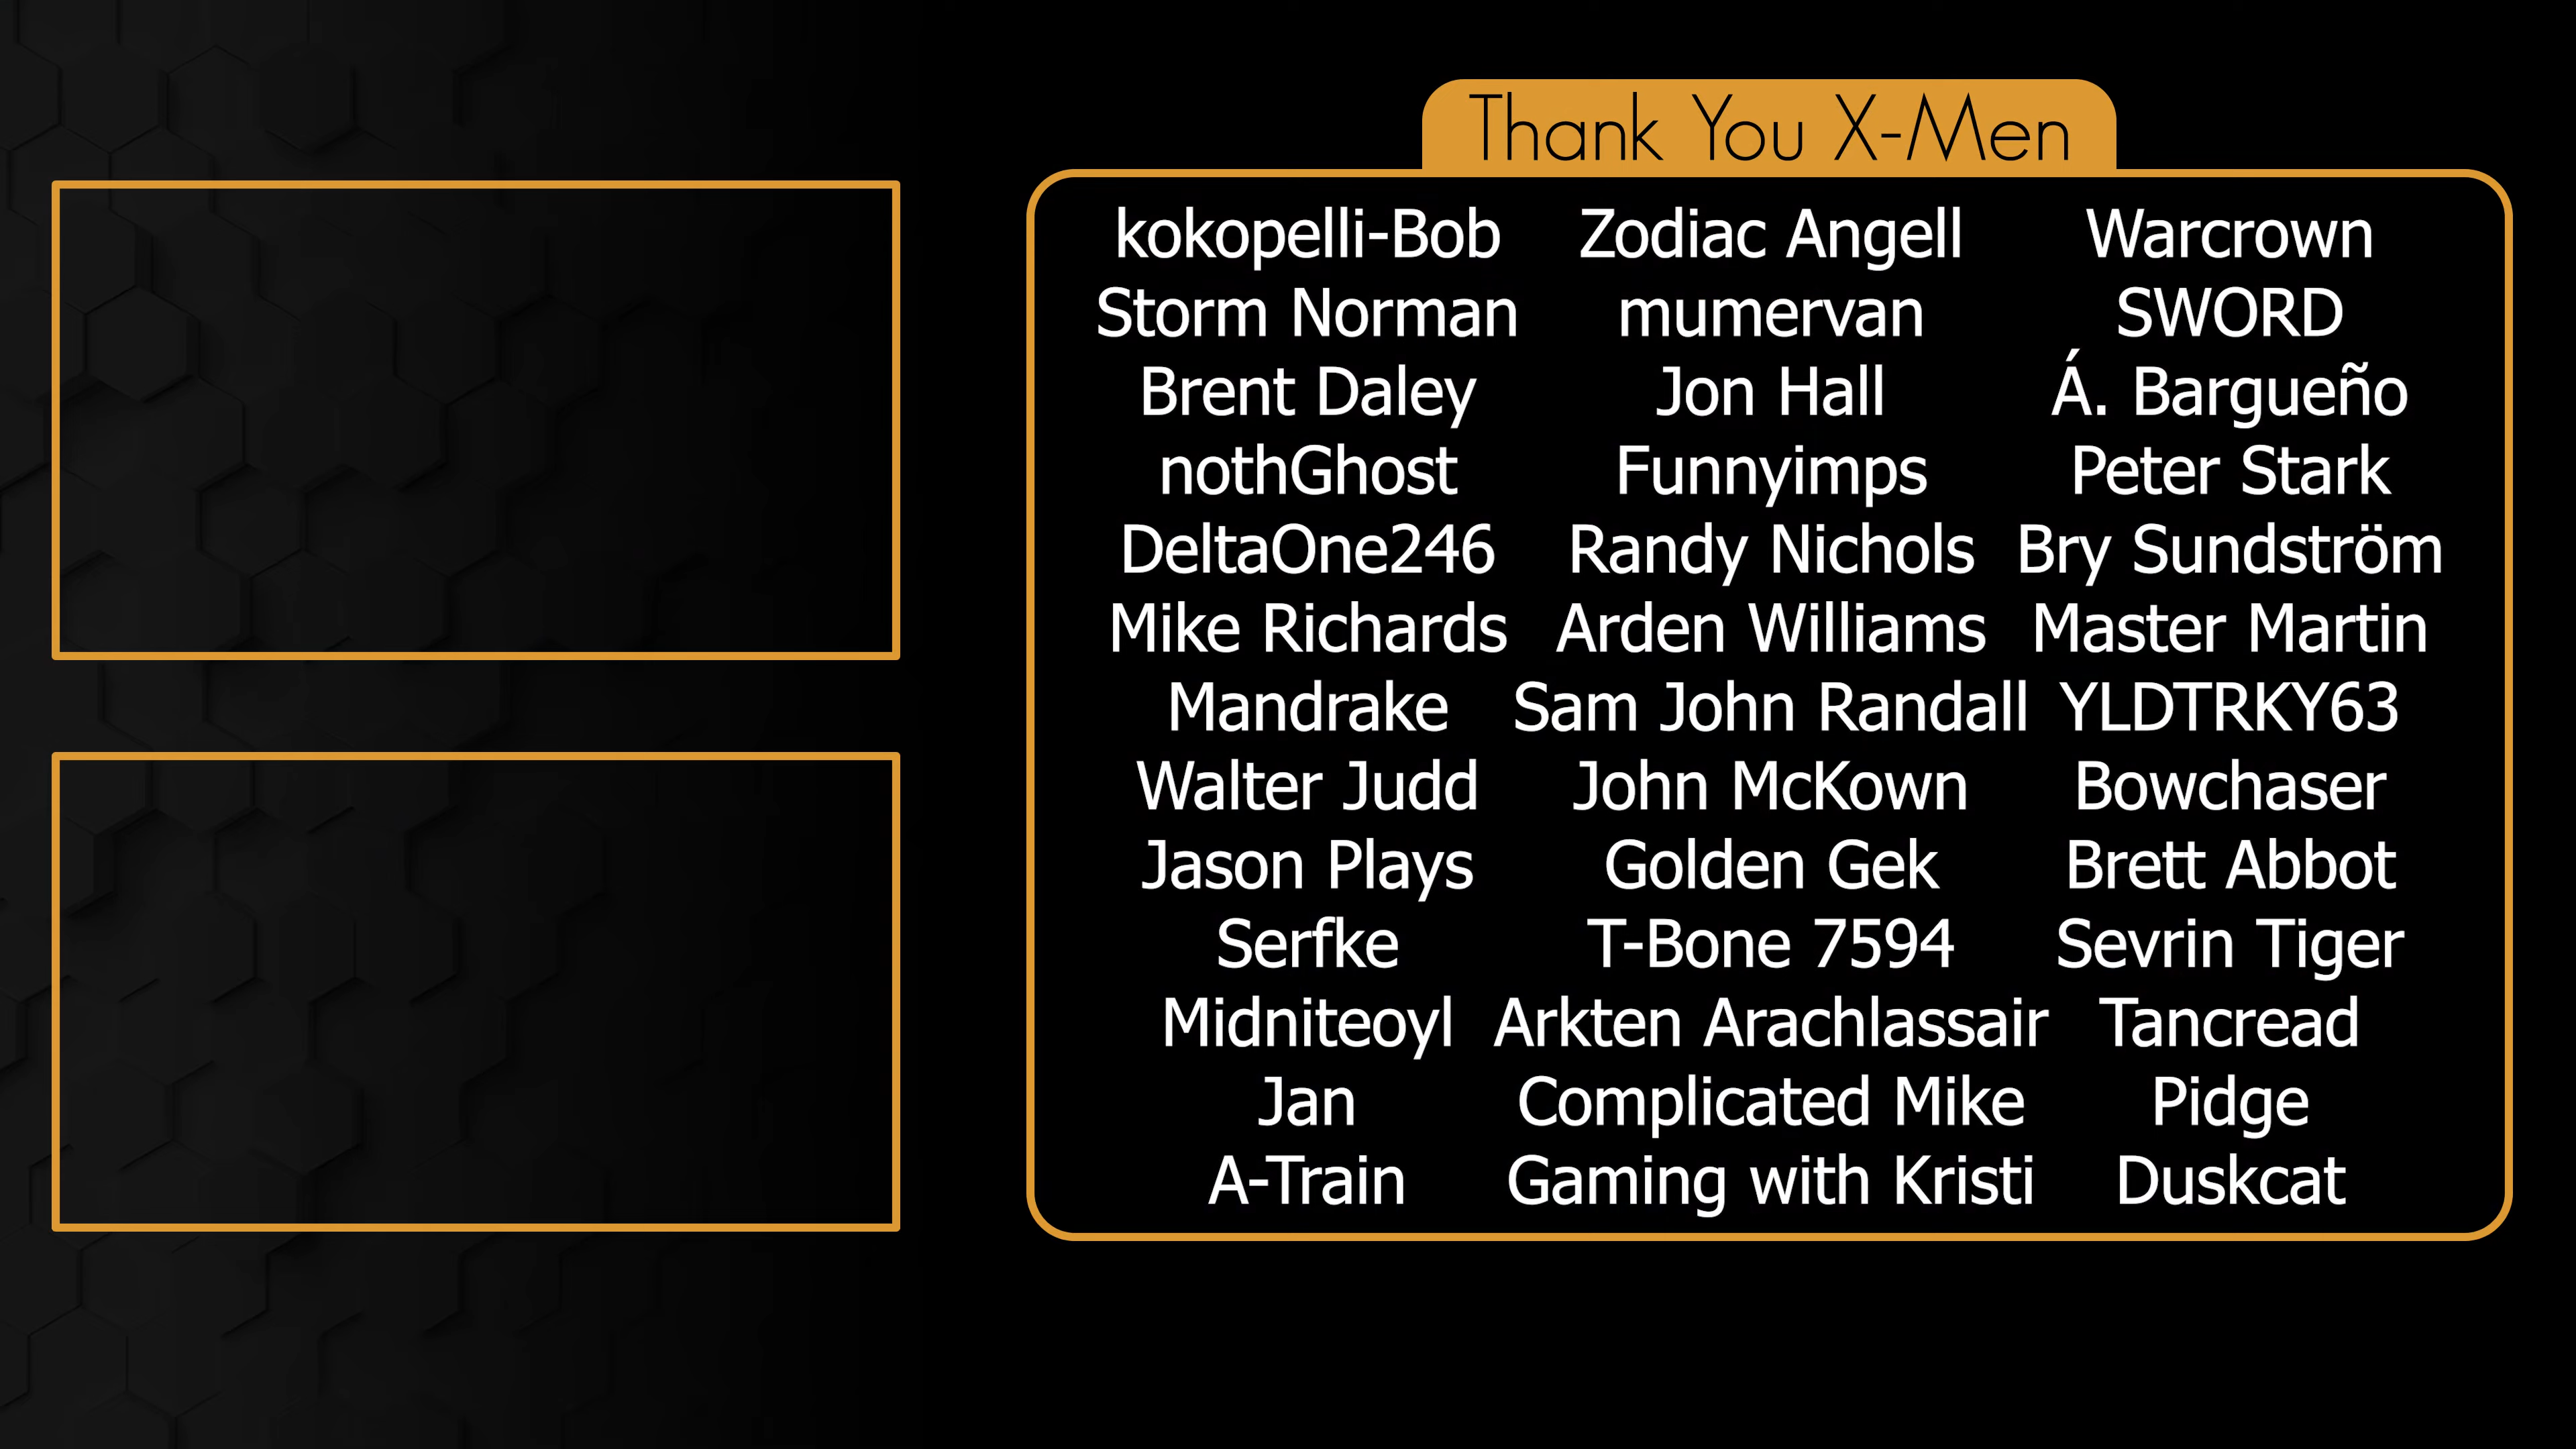 Thank You X-Men
kokopelli-Bob
Storm Norman
Brent Daley
nothGhost
DeltaOne246
Mike Richards
Mandrake
Walter Judd
Jason Plays
Serfke
Midniteoyl
Jan
A-Train
Zodiac Angell
mumervan
Jon Hall
Funnyimps
Randy Nichols
Arden Williams
Sam John Randall
John McKown
Golden Gek
T-Bone 7594
Arkten Arachlassair
Complicated Mike
Gaming with Kristi
Warcrown
SWORD
Á. Bargueño
Peter Stark
Bry Sundström
Master Martin
YLDTRKY63
Bowchaser
Brett Abbot
Sevrin Tiger
Tancread
Pidge
Duskcat